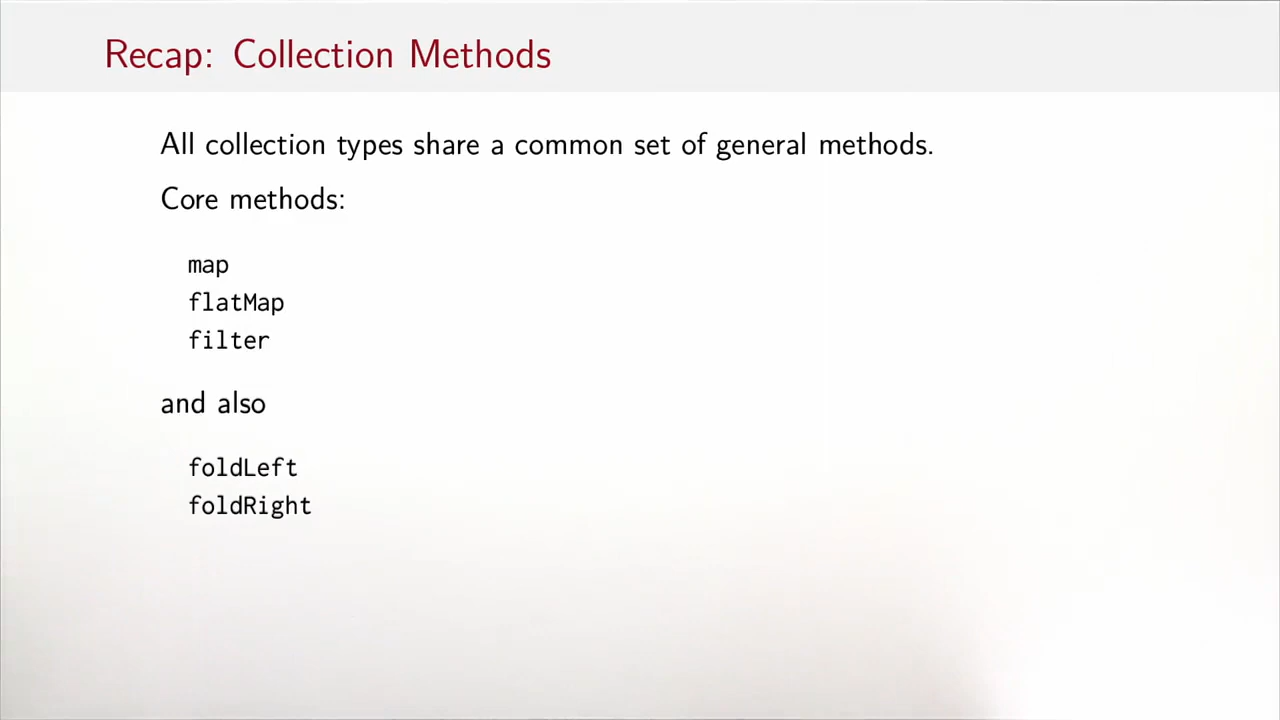 Recap: Collection Methods
All collection types share a common set of general methods.
Core methods:
map
flatMap
filter
and also
foldLeft
foldRight